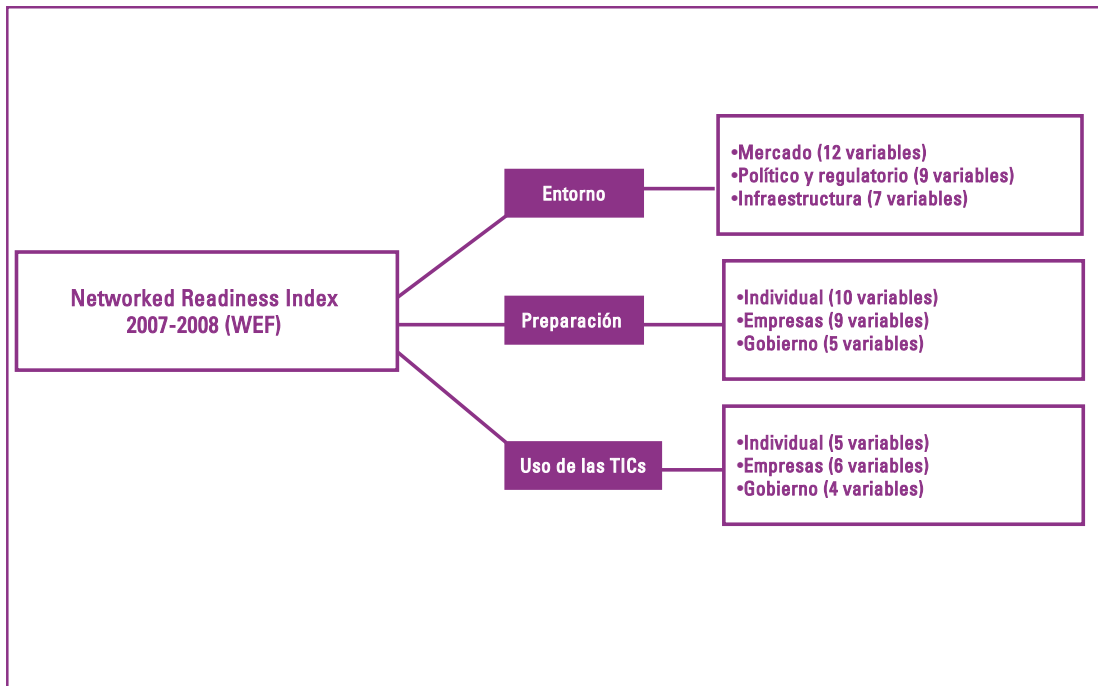 Networked Readiness Index
2007-2008 (WEF)
Entorno
•Mercado (12 variables)
•Político y regulatorio (9 variables)
•Infraestructura (7 variables)
Preparación
•Individual (10 variables)
•Empresas (9 variables)
•Gobierno (5 variables)
Uso de las TICs
•Individual (5 variables)
•Empresas (6 variables)
•Gobierno (4 variables)